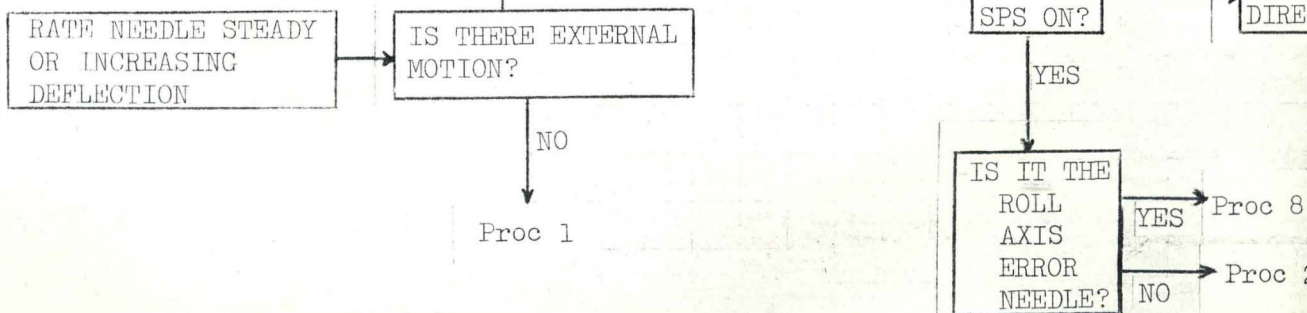 RATE NEEDLE STEADY
OR INCREASING
DEFLECTION
IS THERE EXTERNAL
MOTION?
NO
Proc 1
SPS ON?
YES
IS IT THE
ROLL
AXIS
ERROR
NEEDLE?
YES
Proc 8
NO
Proc